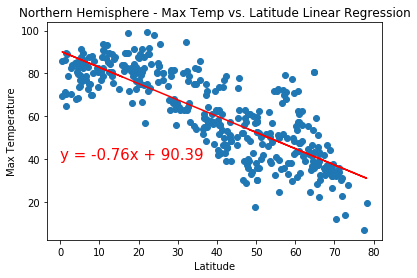 Northern Hemisphere - Max Temp vs. Latitude Linear Regression
100
80
60
40
20
Max Temperature
y = -0.76x + 90.39
0 10 20 30 40 50 60 70 80
Latitude